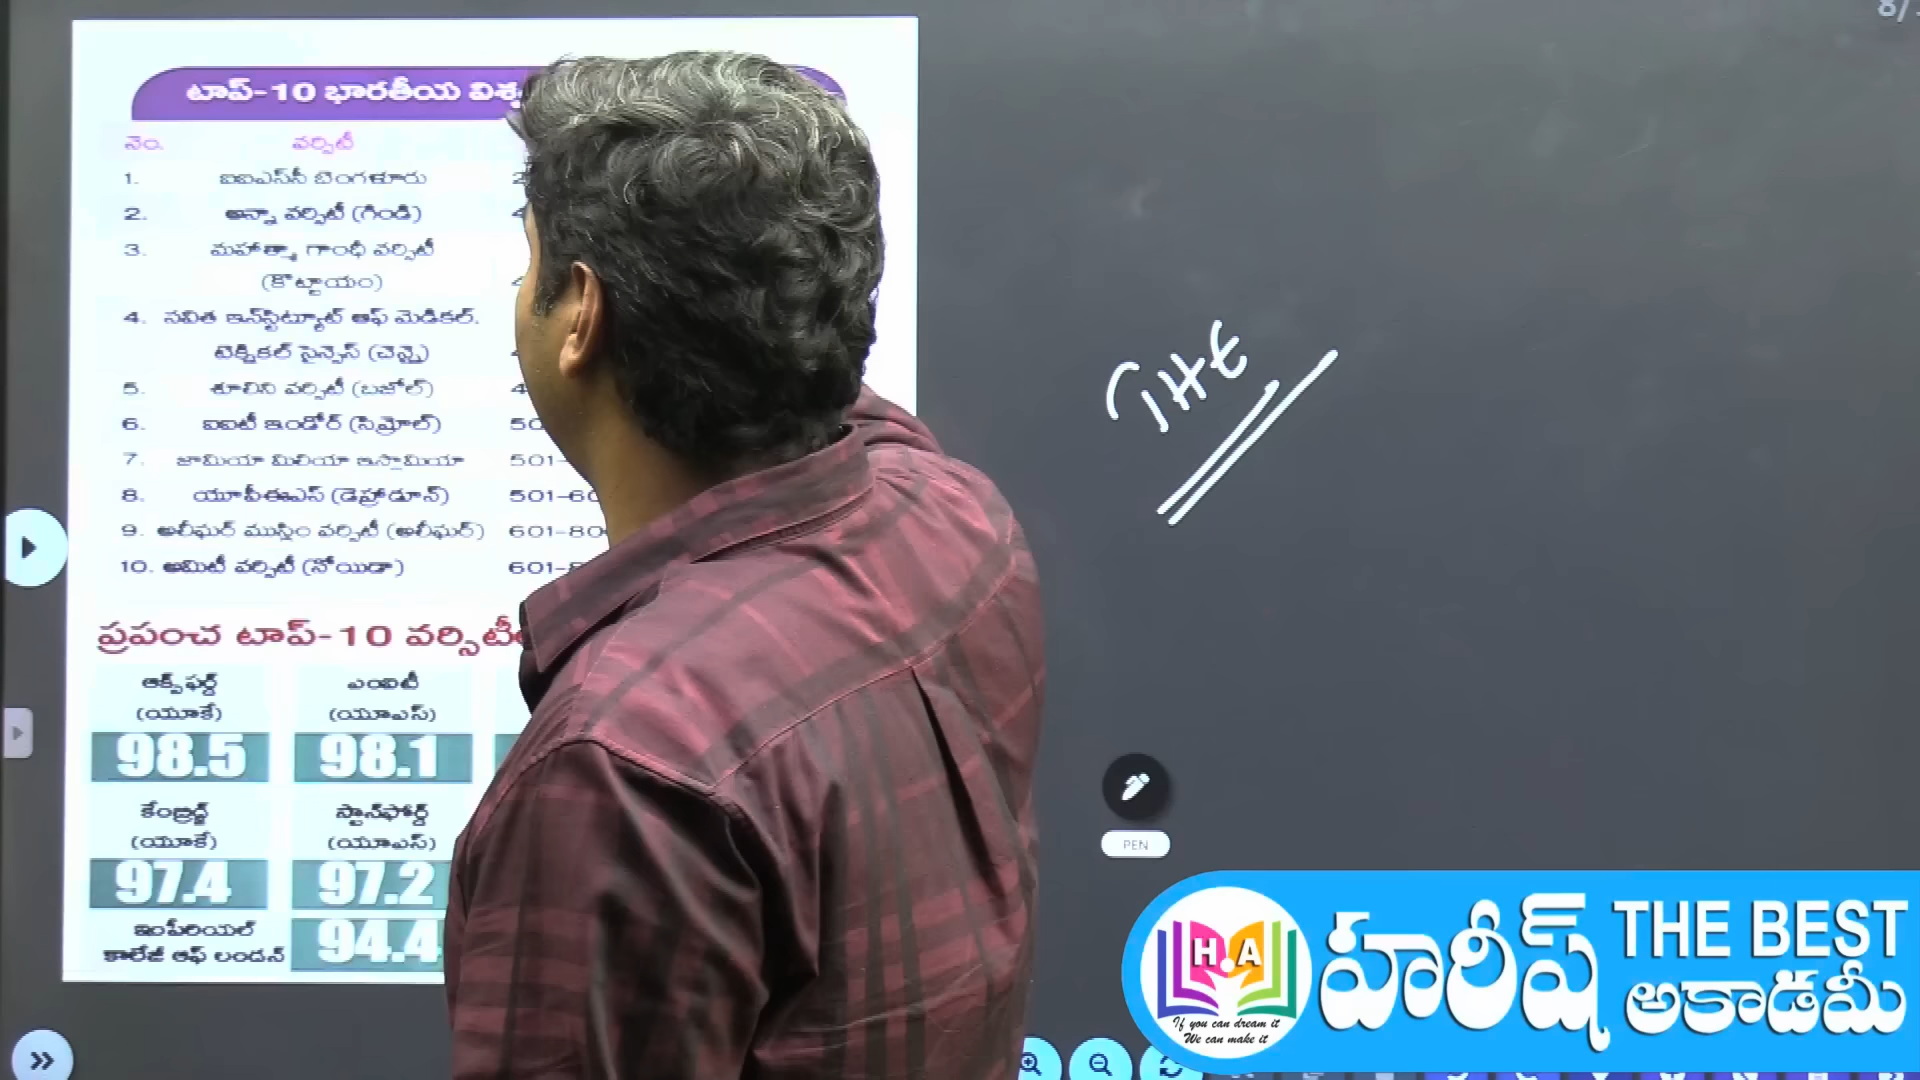 8/
టాప్-10 భారతీయ
నెం. వర్సిటీ
1. ఐఐఎస్‌సీ బెంగళూరు
2. అన్నా వర్సిటీ (గిండి)
3. మహాత్మా గాంధీ వర్సిటీ
(కొట్టాయం)
4. సవిత ఇన్‌స్టిట్యూట్ ఆఫ్ మెడికల్.
టెక్నికల్ సైన్సెస్ (చెన్నై)
5. శూలిని వర్సిటీ (బజోల్)
6. ఐఐటీ ఇండోర్ (సిమ్రోల్)
7. జామియా మిలియా ఇస్లామియా 501-
8. యూపీఈఎస్ (డెహ్రాడూన్) 501-60
9. అలీఘర్ ముస్లిం వర్సిటీ (అలీఘర్) 601-80
10. అమిటీ వర్సిటీ (నోయిడా) 601-
ప్రపంచ టాప్-10
ఆక్స్‌ఫర్డ్ ఎంఐటీ
(యూకే) (యూఎస్)
98.5 98.1
కేంబ్రిడ్జ్ స్టాన్‌ఫోర్డ్
(యూకే) (యూఎస్)
97.4 97.2
ఇంపీరియల్
కాలేజీ ఆఫ్ లండన్ 94.4
THE
PEN
H.A
If you can dream it
We can make it
హరీష్ THE BEST
అకాడమీ